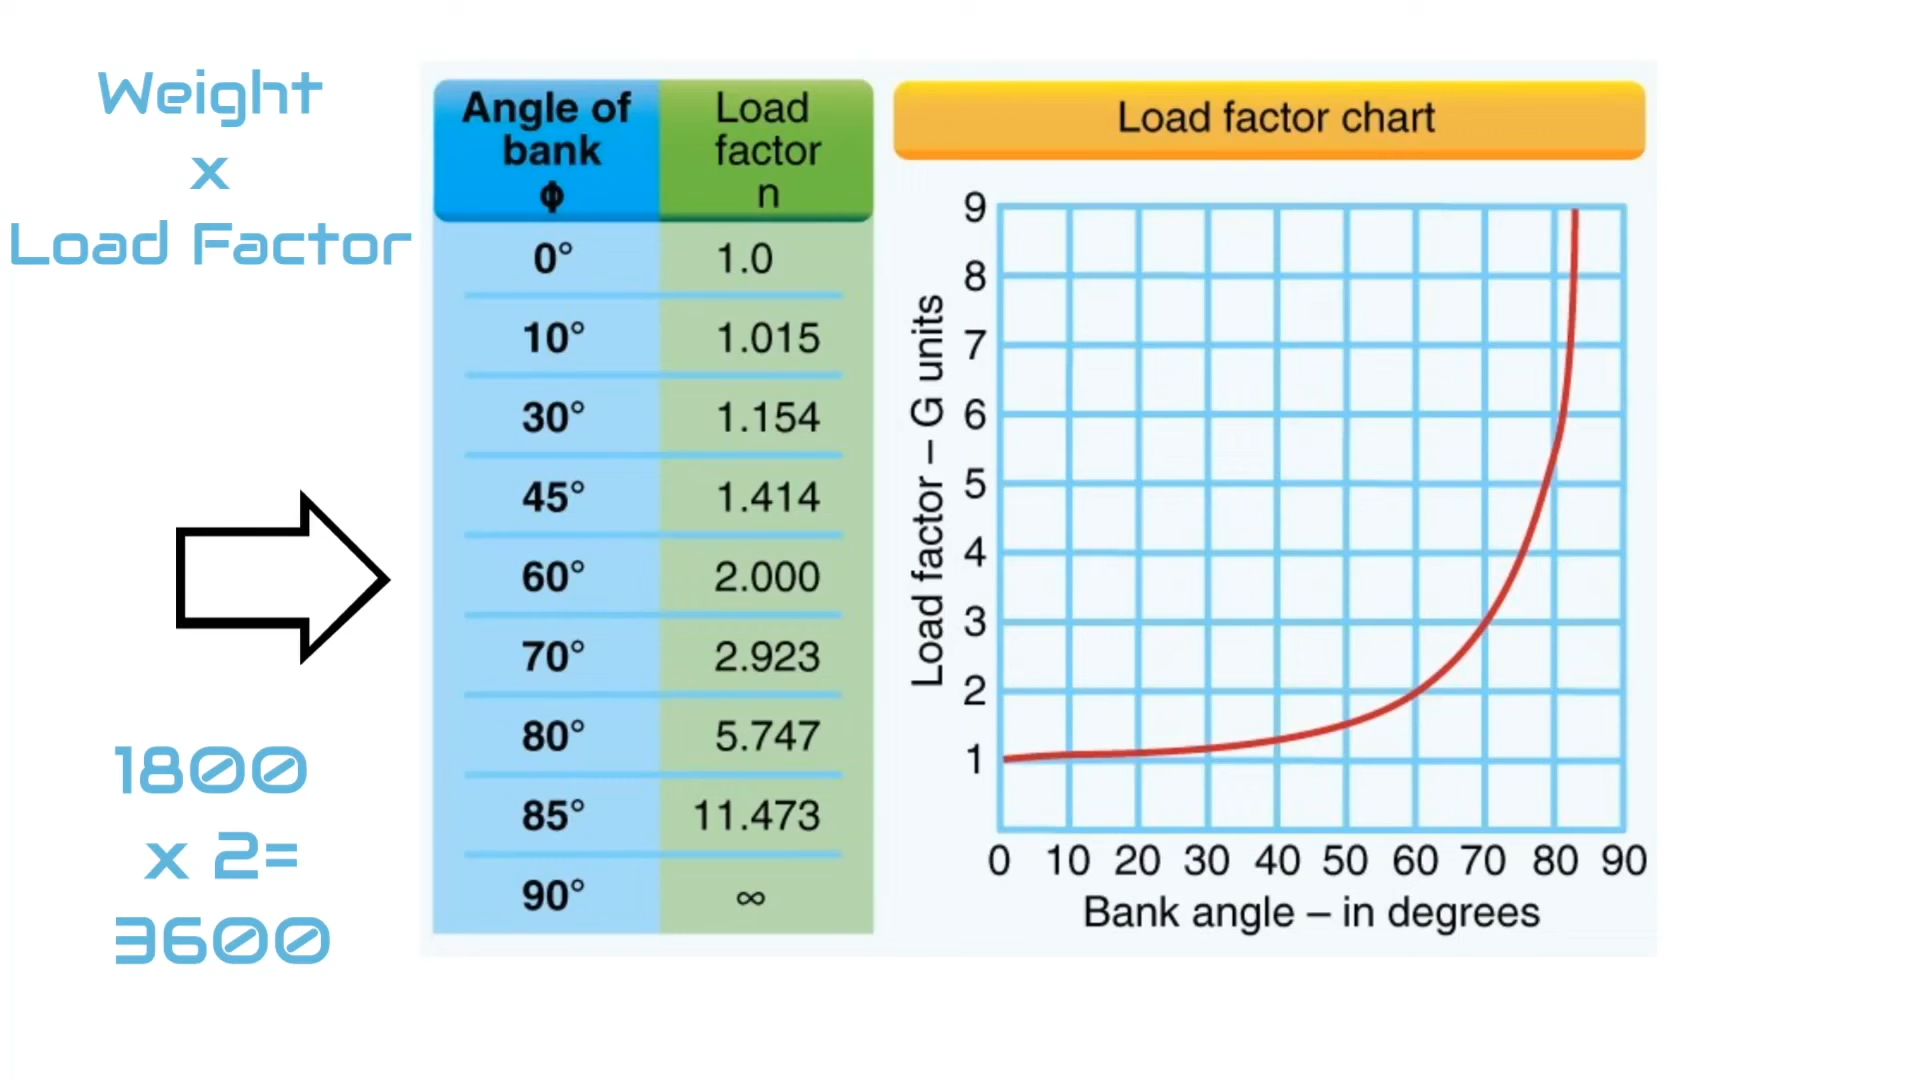 Weight
x
Load Factor
1800
x 2=
3600
Angle of
bank
ϕ
Load
factor
n
0° 1.0
10° 1.015
30° 1.154
45° 1.414
60° 2.000
70° 2.923
80° 5.747
85° 11.473
90° ∞
Load factor chart
Load factor – G units
9
8
7
6
5
4
3
2
1
0 10 20 30 40 50 60 70 80 90
Bank angle – in degrees